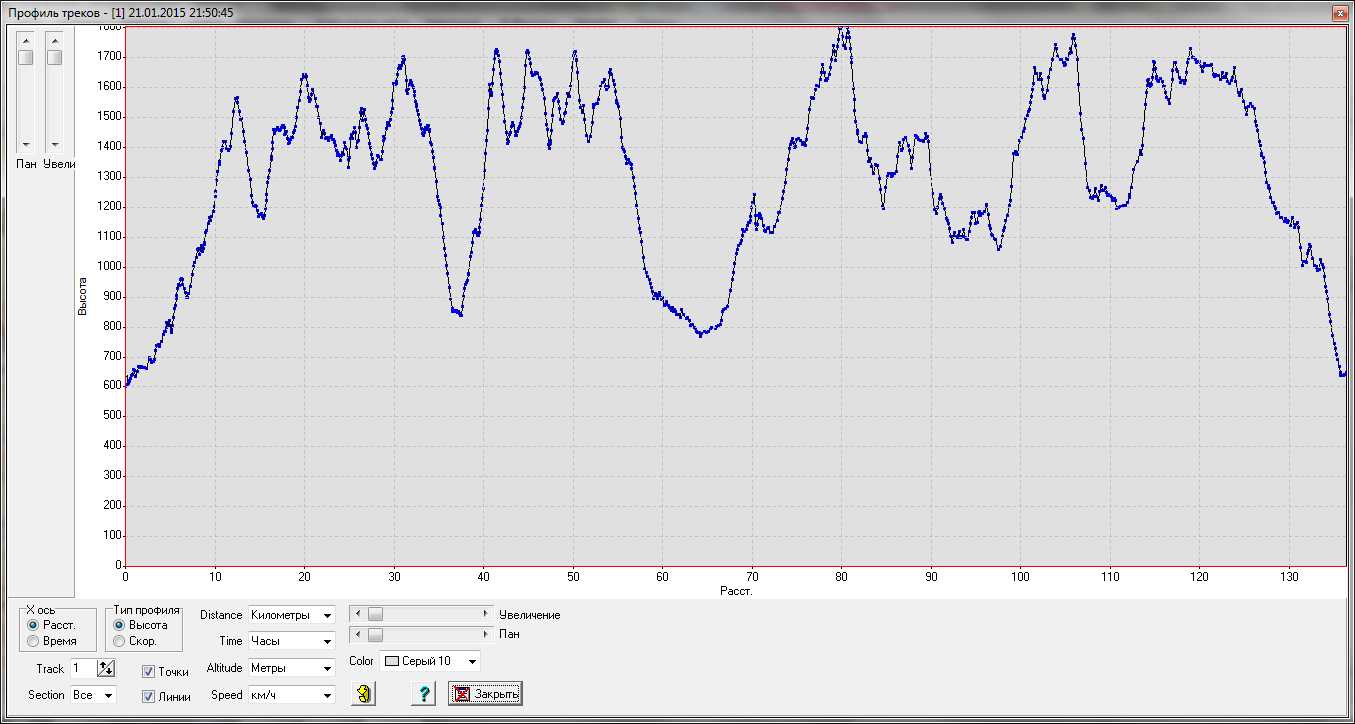 Профиль треков - [1] 21.01.2015 21:50:45
Пан Увели
1800
1700
1600
1500
1400
1300
1200
1100
1000
900
800
700
600
500
400
300
200
100
0
Высота
0 10 20 30 40 50 60 70 80 90 100 110 120 130
Расст.
X ось
Расст.
Время
Тип профиля
Высота
Скор.
Distance Километры
Time Часы
Altitude Метры
Speed км/ч
Увеличение
Пан
Color Серый 10
Track 1
Section Все
Точки
Линии
?
Закрыть